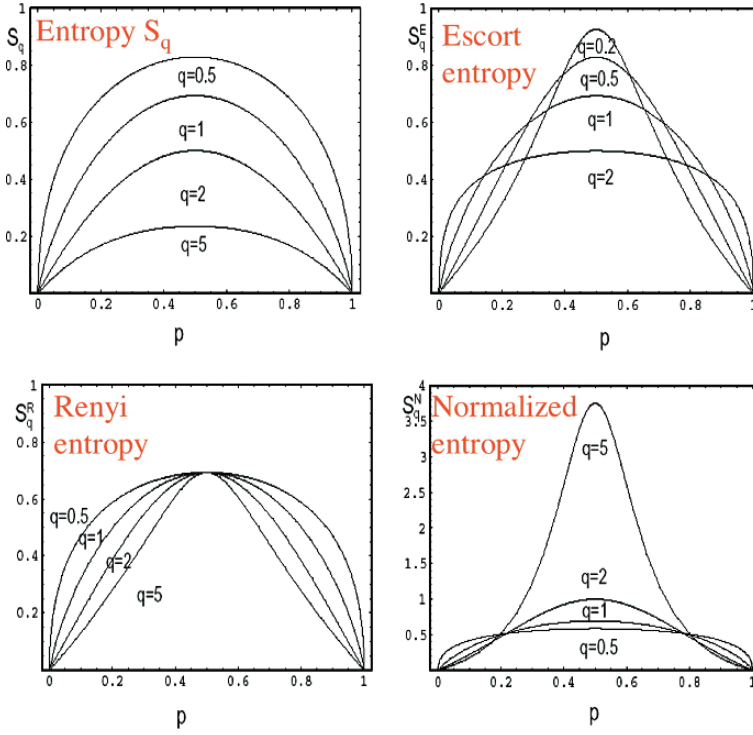 1
S_q
Entropy S_q
0.8
q=0.5
0.6
q=1
0.4
q=2
0.2
q=5
0 0.2 0.4 0.6 0.8 1
p
1
S_q^E
Escort
entropy
0.8
q=0.2
q=0.5
0.6
q=1
0.4
q=2
0.2
0 0.2 0.4 0.6 0.8 1
p
1
S_q^R
Renyi
entropy
0.8
0.6
q=0.5
q=1
0.4
q=2
q=5
0.2
0 0.2 0.4 0.6 0.8 1
p
4
S_q^N
Normalized
entropy
3.5
q=5
3
2.5
2
1.5
q=2
1
q=1
0.5
q=0.5
0 0.2 0.4 0.6 0.8 1
p